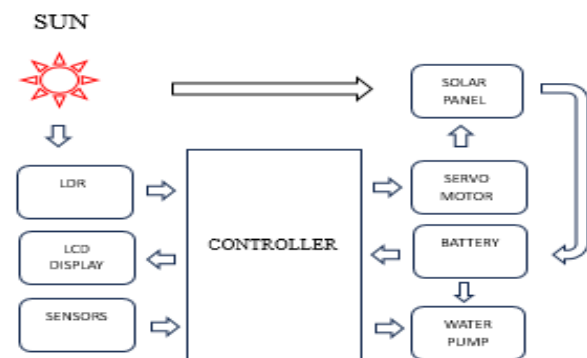 SUN
SOLAR
PANEL
LDR
SERVO
MOTOR
CONTROLLER
LCD
DISPLAY
BATTERY
SENSORS
WATER
PUMP